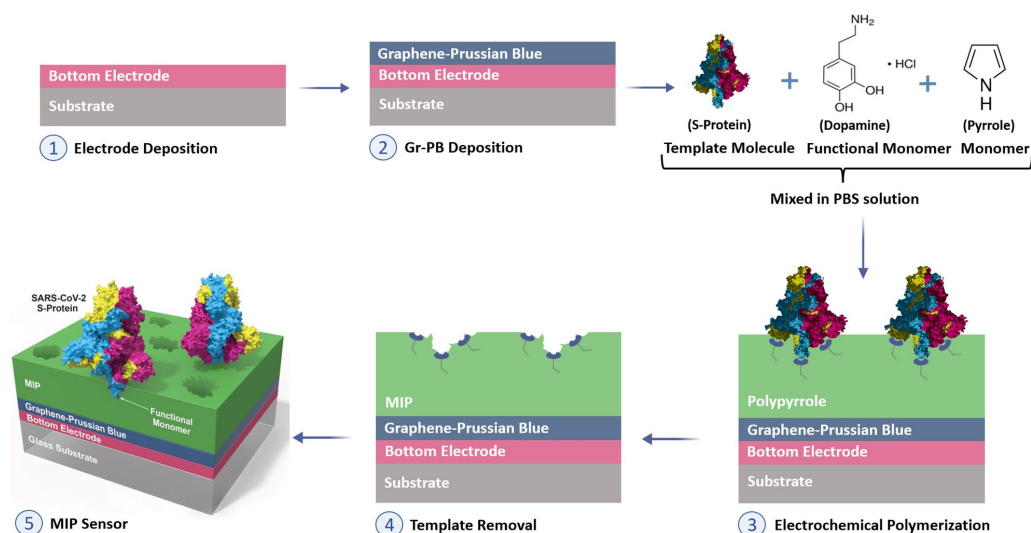 Bottom Electrode
Substrate
1 Electrode Deposition
Graphene-Prussian Blue
Bottom Electrode
Substrate
2 Gr-PB Deposition
NH₂
• HCl
OH
OH
N
H
(S-Protein)
(Dopamine)
(Pyrrole)
Template Molecule
Functional Monomer
Monomer
Mixed in PBS solution
Polypyrrole
Graphene-Prussian Blue
Bottom Electrode
Substrate
3 Electrochemical Polymerization
MIP
Graphene-Prussian Blue
Bottom Electrode
Substrate
4 Template Removal
SARS-CoV-2
S-Protein
MIP
Functional
Monomer
Graphene-Prussian Blue
Bottom Electrode
Glass Substrate
5 MIP Sensor